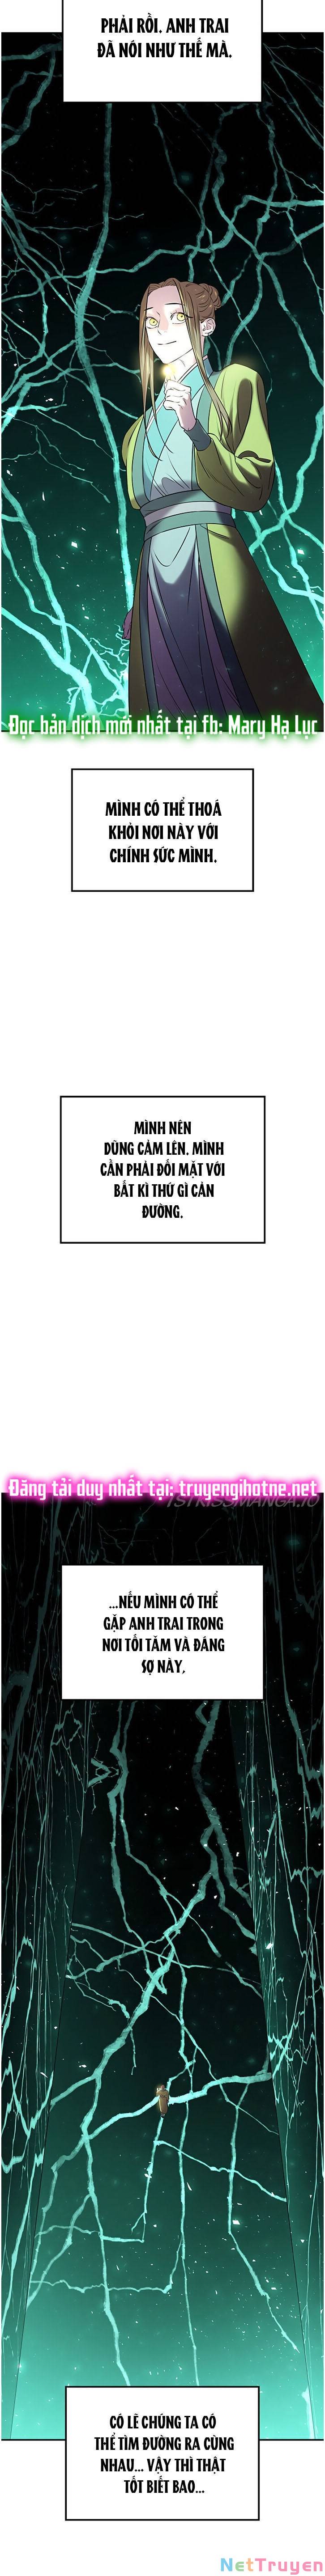 PHẢI RỒI. ANH TRAI
ĐÃ NÓI NHƯ THẾ MÀ.
Đọc bản dịch mới nhất tại fb: Mary Hạ Lục
MÌNH CÓ THỂ THOÁ
KHỎI NƠI NÀY VỚI
CHÍNH SỨC MÌNH.
MÌNH NÊN
DŨNG CẢM LÊN. MÌNH
CẦN PHẢI ĐỐI MẶT VỚI
BẤT KÌ THỨ GÌ CẢN
ĐƯỜNG.
Đăng tải duy nhất tại: truyengihotne.net
1STKISSMANGA.IO
...NẾU MÌNH CÓ THỂ
GẶP ANH TRAI TRONG
NƠI TỐI TĂM VÀ ĐÁNG
SỢ NÀY,
CÓ LẼ CHÚNG TA CÓ
THỂ TÌM ĐƯỜNG RA CÙNG
NHAU... VẬY THÌ THẬT
TỐT BIẾT BAO...
NetTruyen